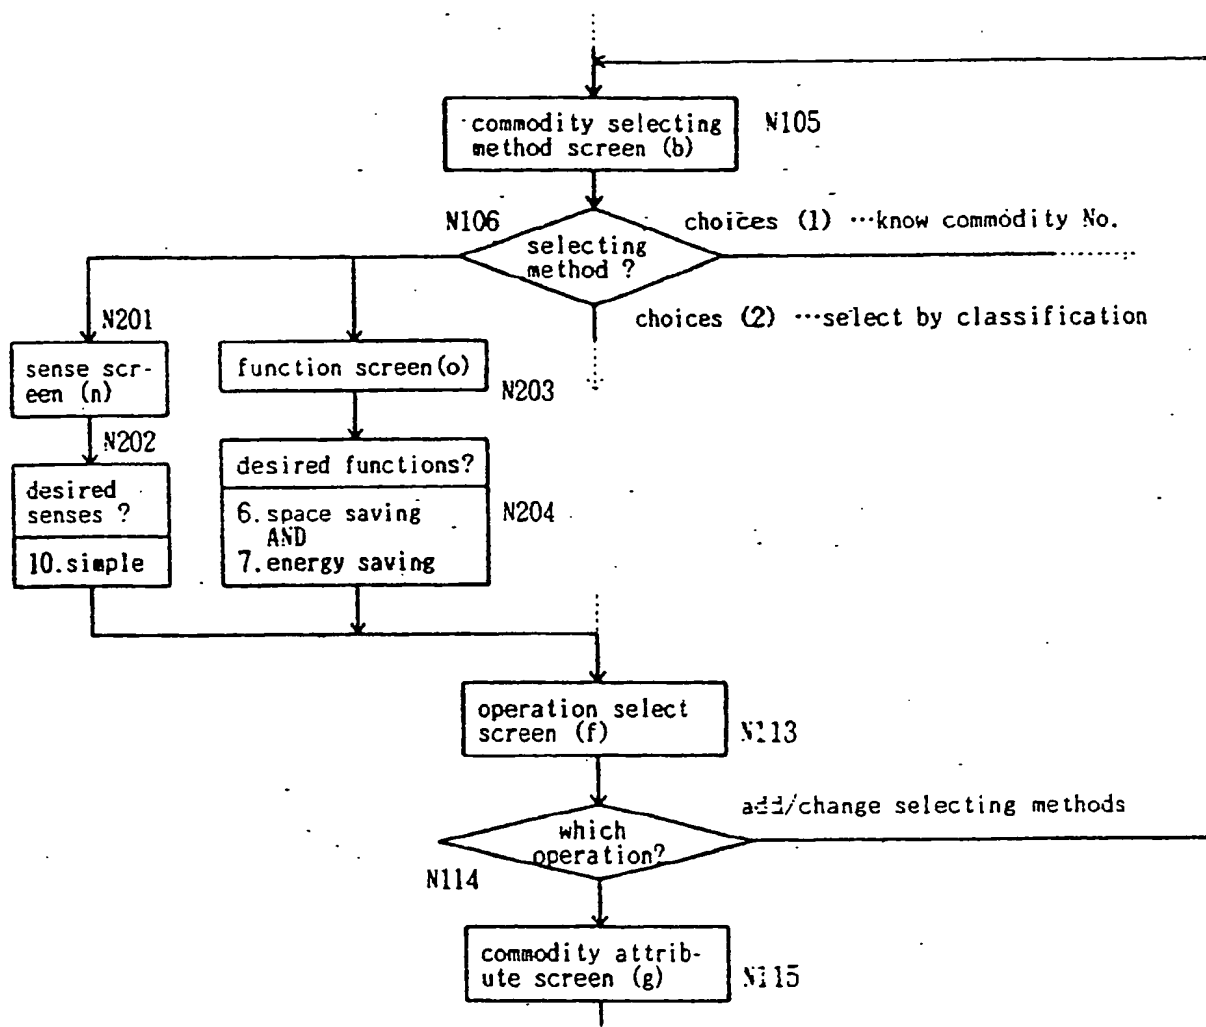 commodity selecting
method screen (b)
N105
N106
choices (1) …know commodity No.
selecting
method ?
choices (2) …select by classification
N201
sense scr-
een (n)
function screen(o)
N203
N202
desired
senses ?
10.simple
desired functions?
6.space saving
AND
7.energy saving
N204
operation select
screen (f)
N113
add/change selecting methods
which
operation?
N114
commodity attrib-
ute screen (g)
N115